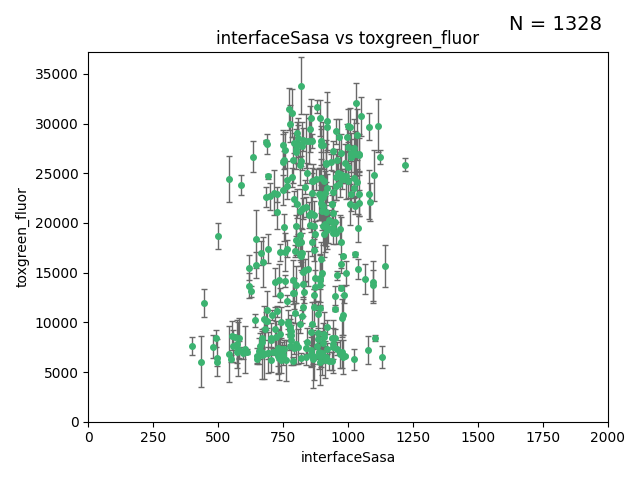 N = 1328
interfaceSasa vs toxgreen_fluor
toxgreen_fluor
35000
30000
25000
20000
15000
10000
5000
0
0 250 500 750 1000 1250 1500 1750 2000
interfaceSasa